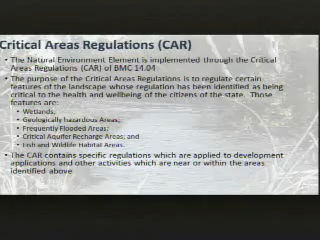 Critical Areas Regulations (CAR)
• The Natural Environment Element is implemented through the Critical
Areas Regulations (CAR) of BMC 14.04
• The purpose of the Critical Areas Regulations is to regulate certain
features of the landscape whose regulation has been identified as being
critical to the health and wellbeing of the citizens of the state. Those
features are:
• Wetlands;
• Geologically hazardous Areas;
• Frequently Flooded Areas;
• Critical Aquifer Recharge Areas; and
• Fish and Wildlife Habitat Areas.
• The CAR contains specific regulations which are applied to development
applications and other activities which are near or within the areas
identified above